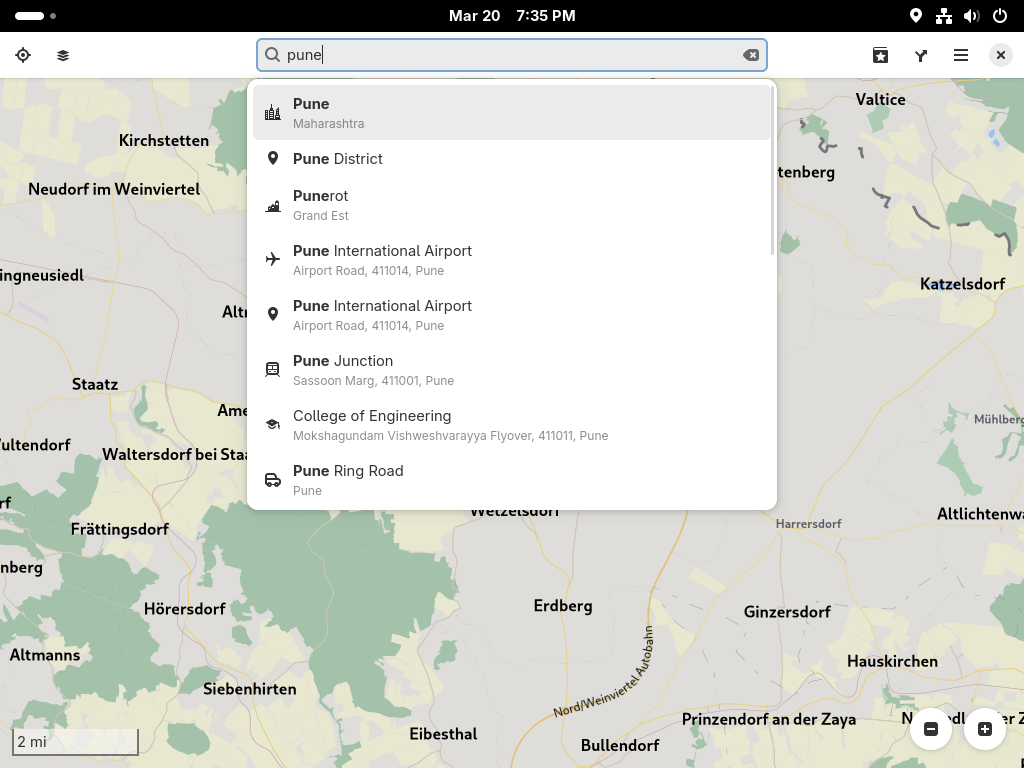 Mar 20 7:35 PM
pune
Pune
Maharashtra
Pune District
Punerot
Grand Est
Pune International Airport
Airport Road, 411014, Pune
Pune International Airport
Airport Road, 411014, Pune
Pune Junction
Sassoon Marg, 411001, Pune
College of Engineering
Mokshagundam Vishweshvarayya Flyover, 411011, Pune
Pune Ring Road
Pune
Valtice
Kirchstetten
tenberg
Neudorf im Weinviertel
ingneusiedl
Katzelsdorf
Alt
Staatz
Ame
Mühlberg
ultendorf
Waltersdorf bei Staa
rf
Wetzelsdorf
Altlichtenwa
Frättingsdorf
Harrersdorf
nberg
Hörersdorf
Erdberg
Ginzersdorf
Altmanns
Nord/Weinviertel Autobahn
Hauskirchen
Siebenhirten
Prinzendorf an der Zaya
Eibesthal
Bullendorf
2 mi